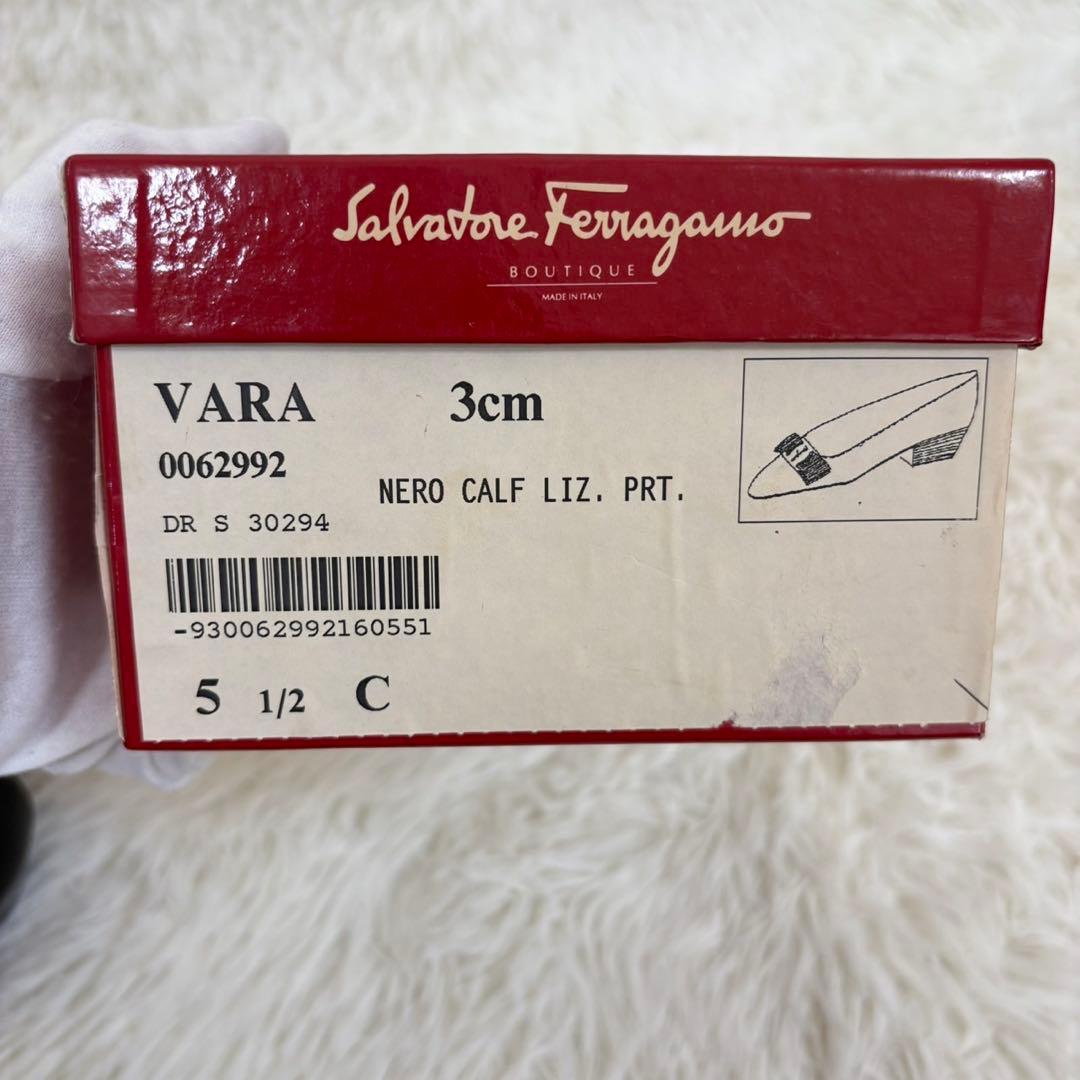 Salvatore Ferragamo
BOUTIQUE
MADE IN ITALY
VARA 3cm
0062992
NERO CALF LIZ. PRT.
DR S 30294
-930062992160551
5 1/2 C